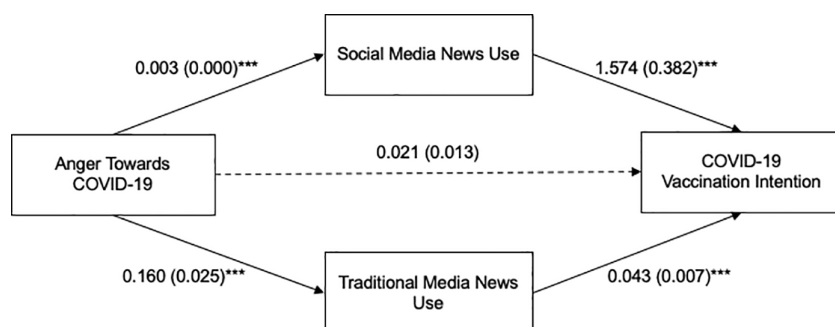 Social Media News Use
0.003 (0.000)***
1.574 (0.382)***
Anger Towards
COVID-19
0.021 (0.013)
COVID-19
Vaccination Intention
0.160 (0.025)***
Traditional Media News
Use
0.043 (0.007)***